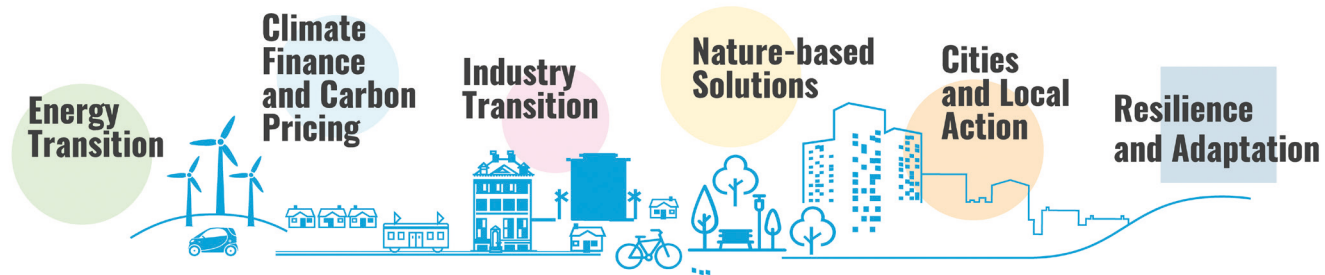 Energy
Transition
Climate
Finance
and Carbon
Pricing
Industry
Transition
Nature-based
Solutions
Cities
and Local
Action
Resilience
and Adaptation